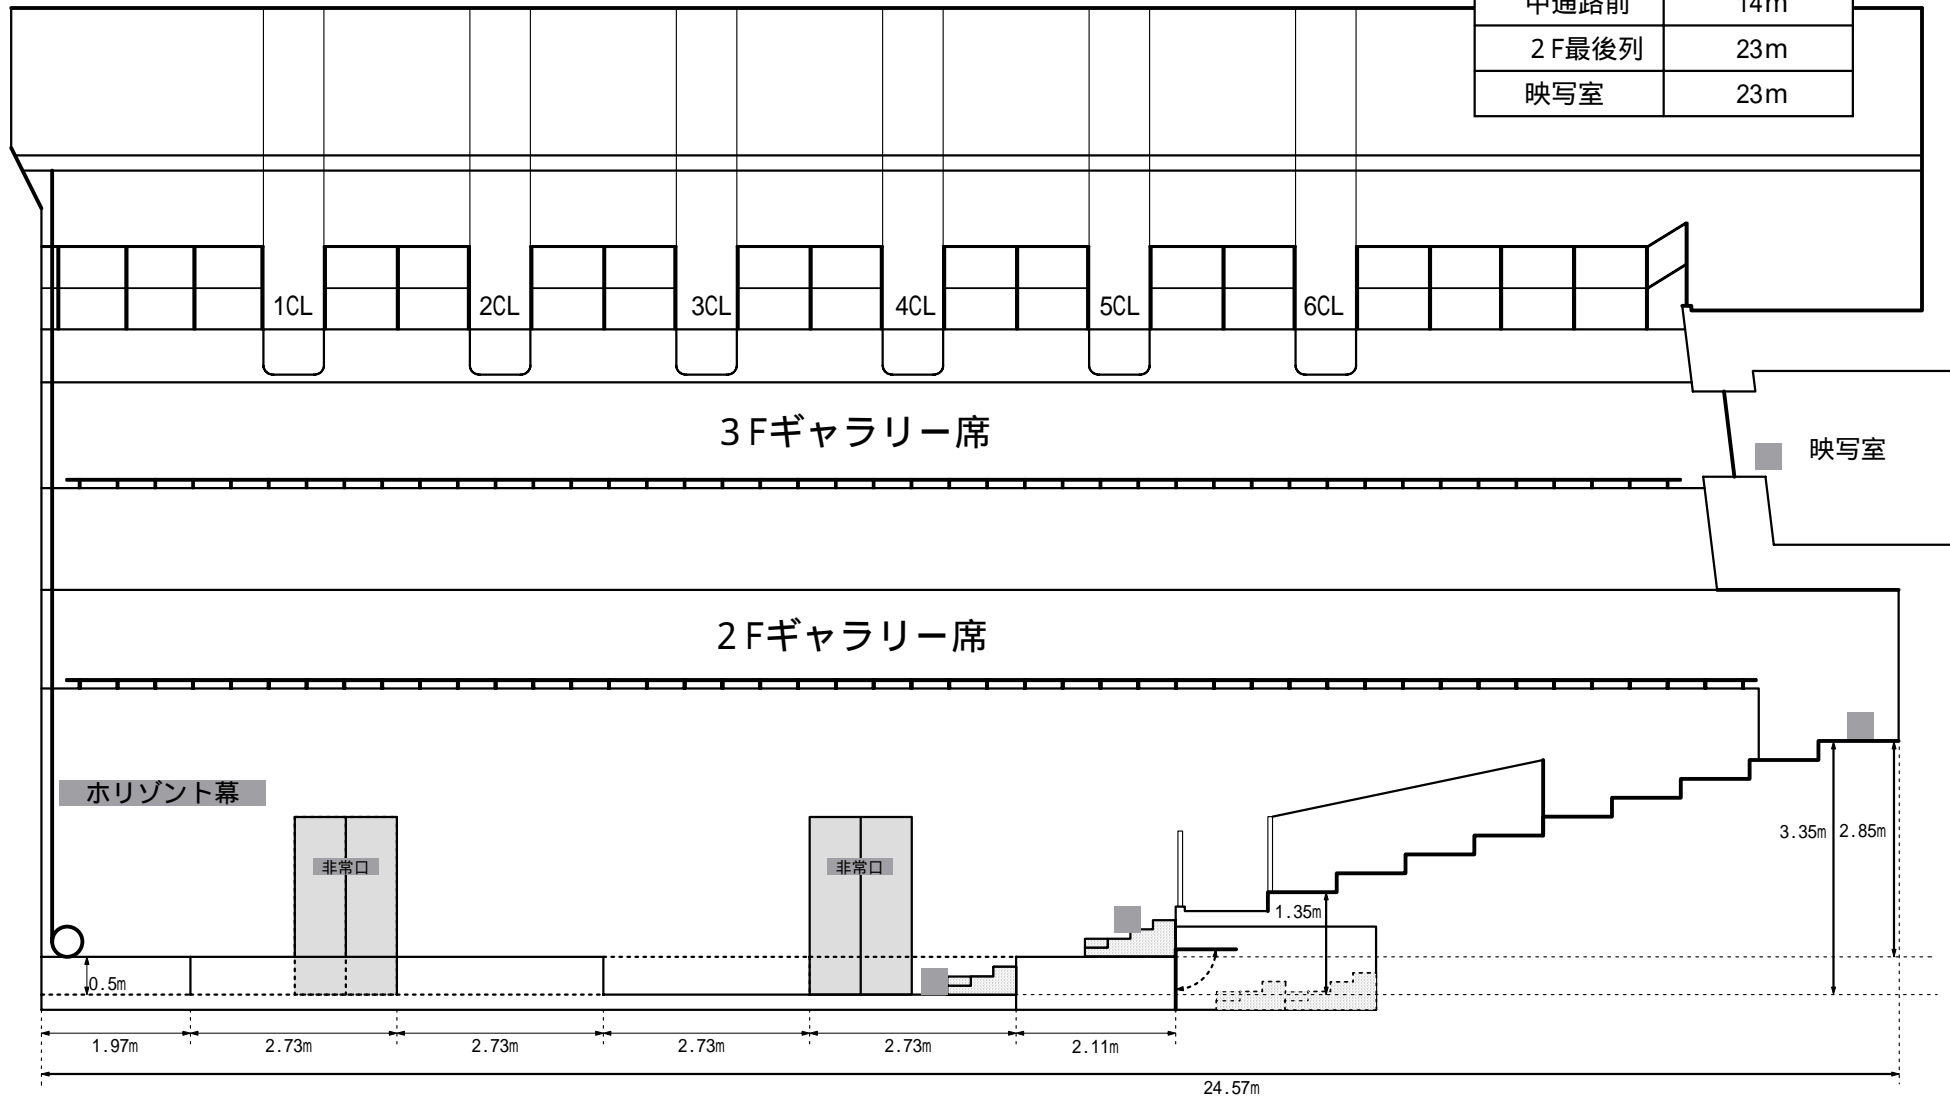 中通路前 14m
2F最後列 23m
映写室 23m
1CL 2CL 3CL 4CL 5CL 6CL
3Fギャラリー席
映写室
2Fギャラリー席
ホリゾント幕
3.35m 2.85m
非常口 非常口
1.35m
0.5m
1.97m 2.73m 2.73m 2.73m 2.73m 2.11m
24.57m